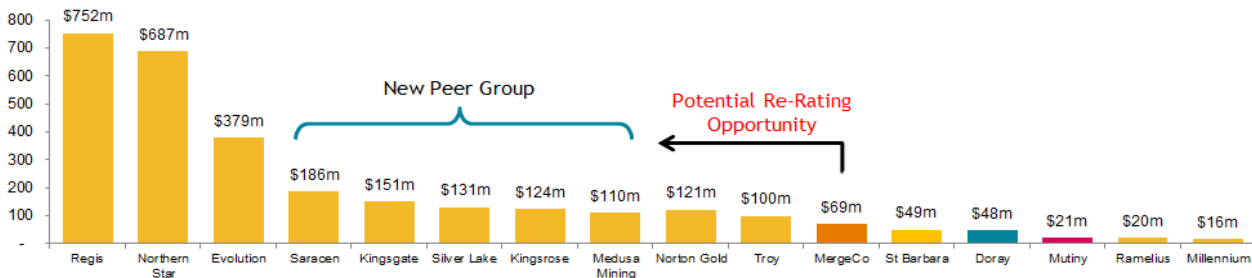 800
700
600
500
400
300
200
100
-
$752m
$687m
$379m
$186m
$151m
$131m
$124m
$110m
$121m
$100m
$69m
$49m
$48m
$21m
$20m
$16m
New Peer Group
Potential Re-Rating
Opportunity
Regis
Northern
Star
Evolution
Saracen
Kingsgate
Silver Lake
Kingsrose
Medusa
Mining
Norton Gold
Troy
MergeCo
St Barbara
Doray
Mutiny
Ramelius
Millennium